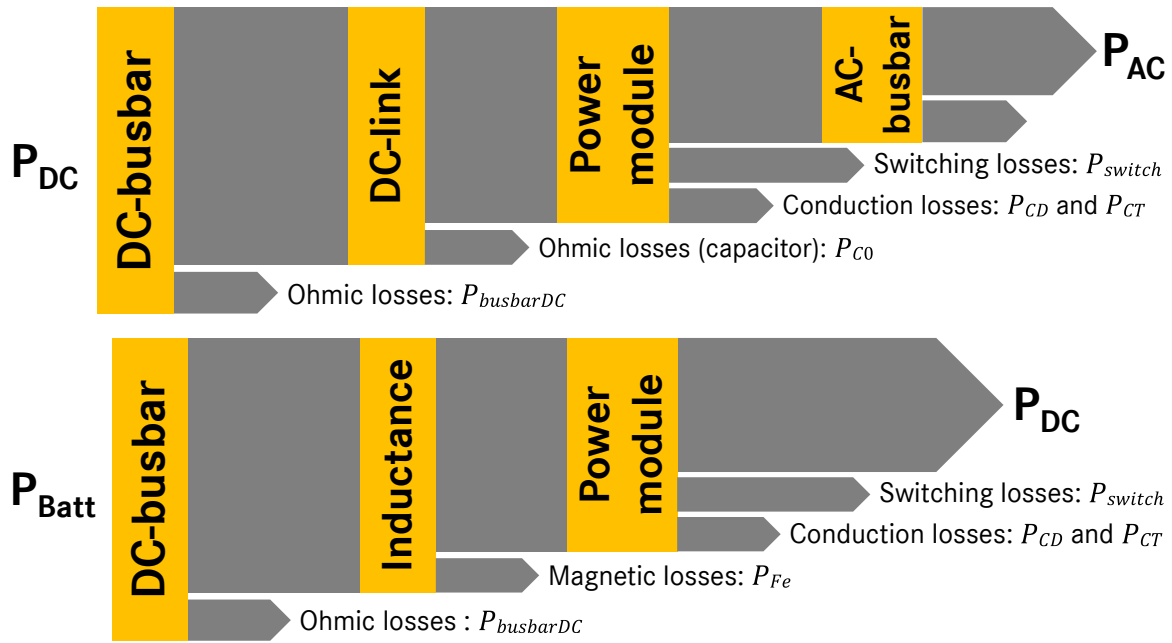 P_DC
DC-busbar
DC-link
Power
module
AC-
busbar
P_AC
Switching losses: P_switch
Conduction losses: P_CD and P_CT
Ohmic losses (capacitor): P_C0
Ohmic losses: P_busbarDC
P_Batt
DC-busbar
Inductance
Power
module
P_DC
Switching losses: P_switch
Conduction losses: P_CD and P_CT
Magnetic losses: P_Fe
Ohmic losses : P_busbarDC